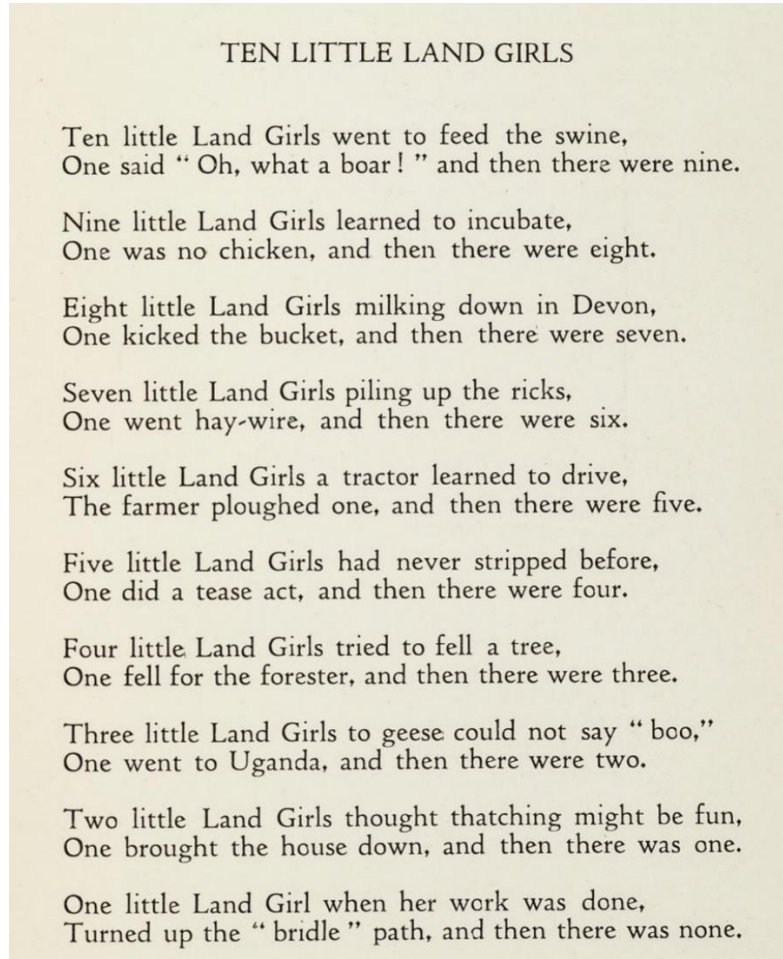 TEN LITTLE LAND GIRLS
Ten little Land Girls went to feed the swine,
One said “ Oh, what a boar ! ” and then there were nine.
Nine little Land Girls learned to incubate,
One was no chicken, and then there were eight.
Eight little Land Girls milking down in Devon,
One kicked the bucket, and then there were seven.
Seven little Land Girls piling up the ricks,
One went hay-wire, and then there were six.
Six little Land Girls a tractor learned to drive,
The farmer ploughed one, and then there were five.
Five little Land Girls had never stripped before,
One did a tease act, and then there were four.
Four little Land Girls tried to fell a tree,
One fell for the forester, and then there were three.
Three little Land Girls to geese could not say “ boo,”
One went to Uganda, and then there were two.
Two little Land Girls thought thatching might be fun,
One brought the house down, and then there was one.
One little Land Girl when her work was done,
Turned up the “ bridle ” path, and then there was none.